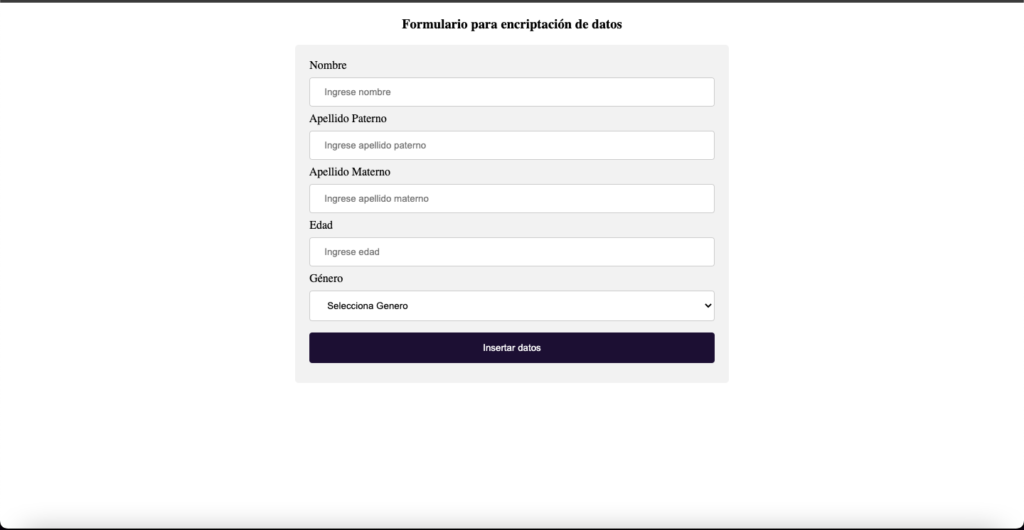 Formulario para encriptación de datos
Nombre
Ingrese nombre
Apellido Paterno
Ingrese apellido paterno
Apellido Materno
Ingrese apellido materno
Edad
Ingrese edad
Género
Selecciona Genero
Insertar datos